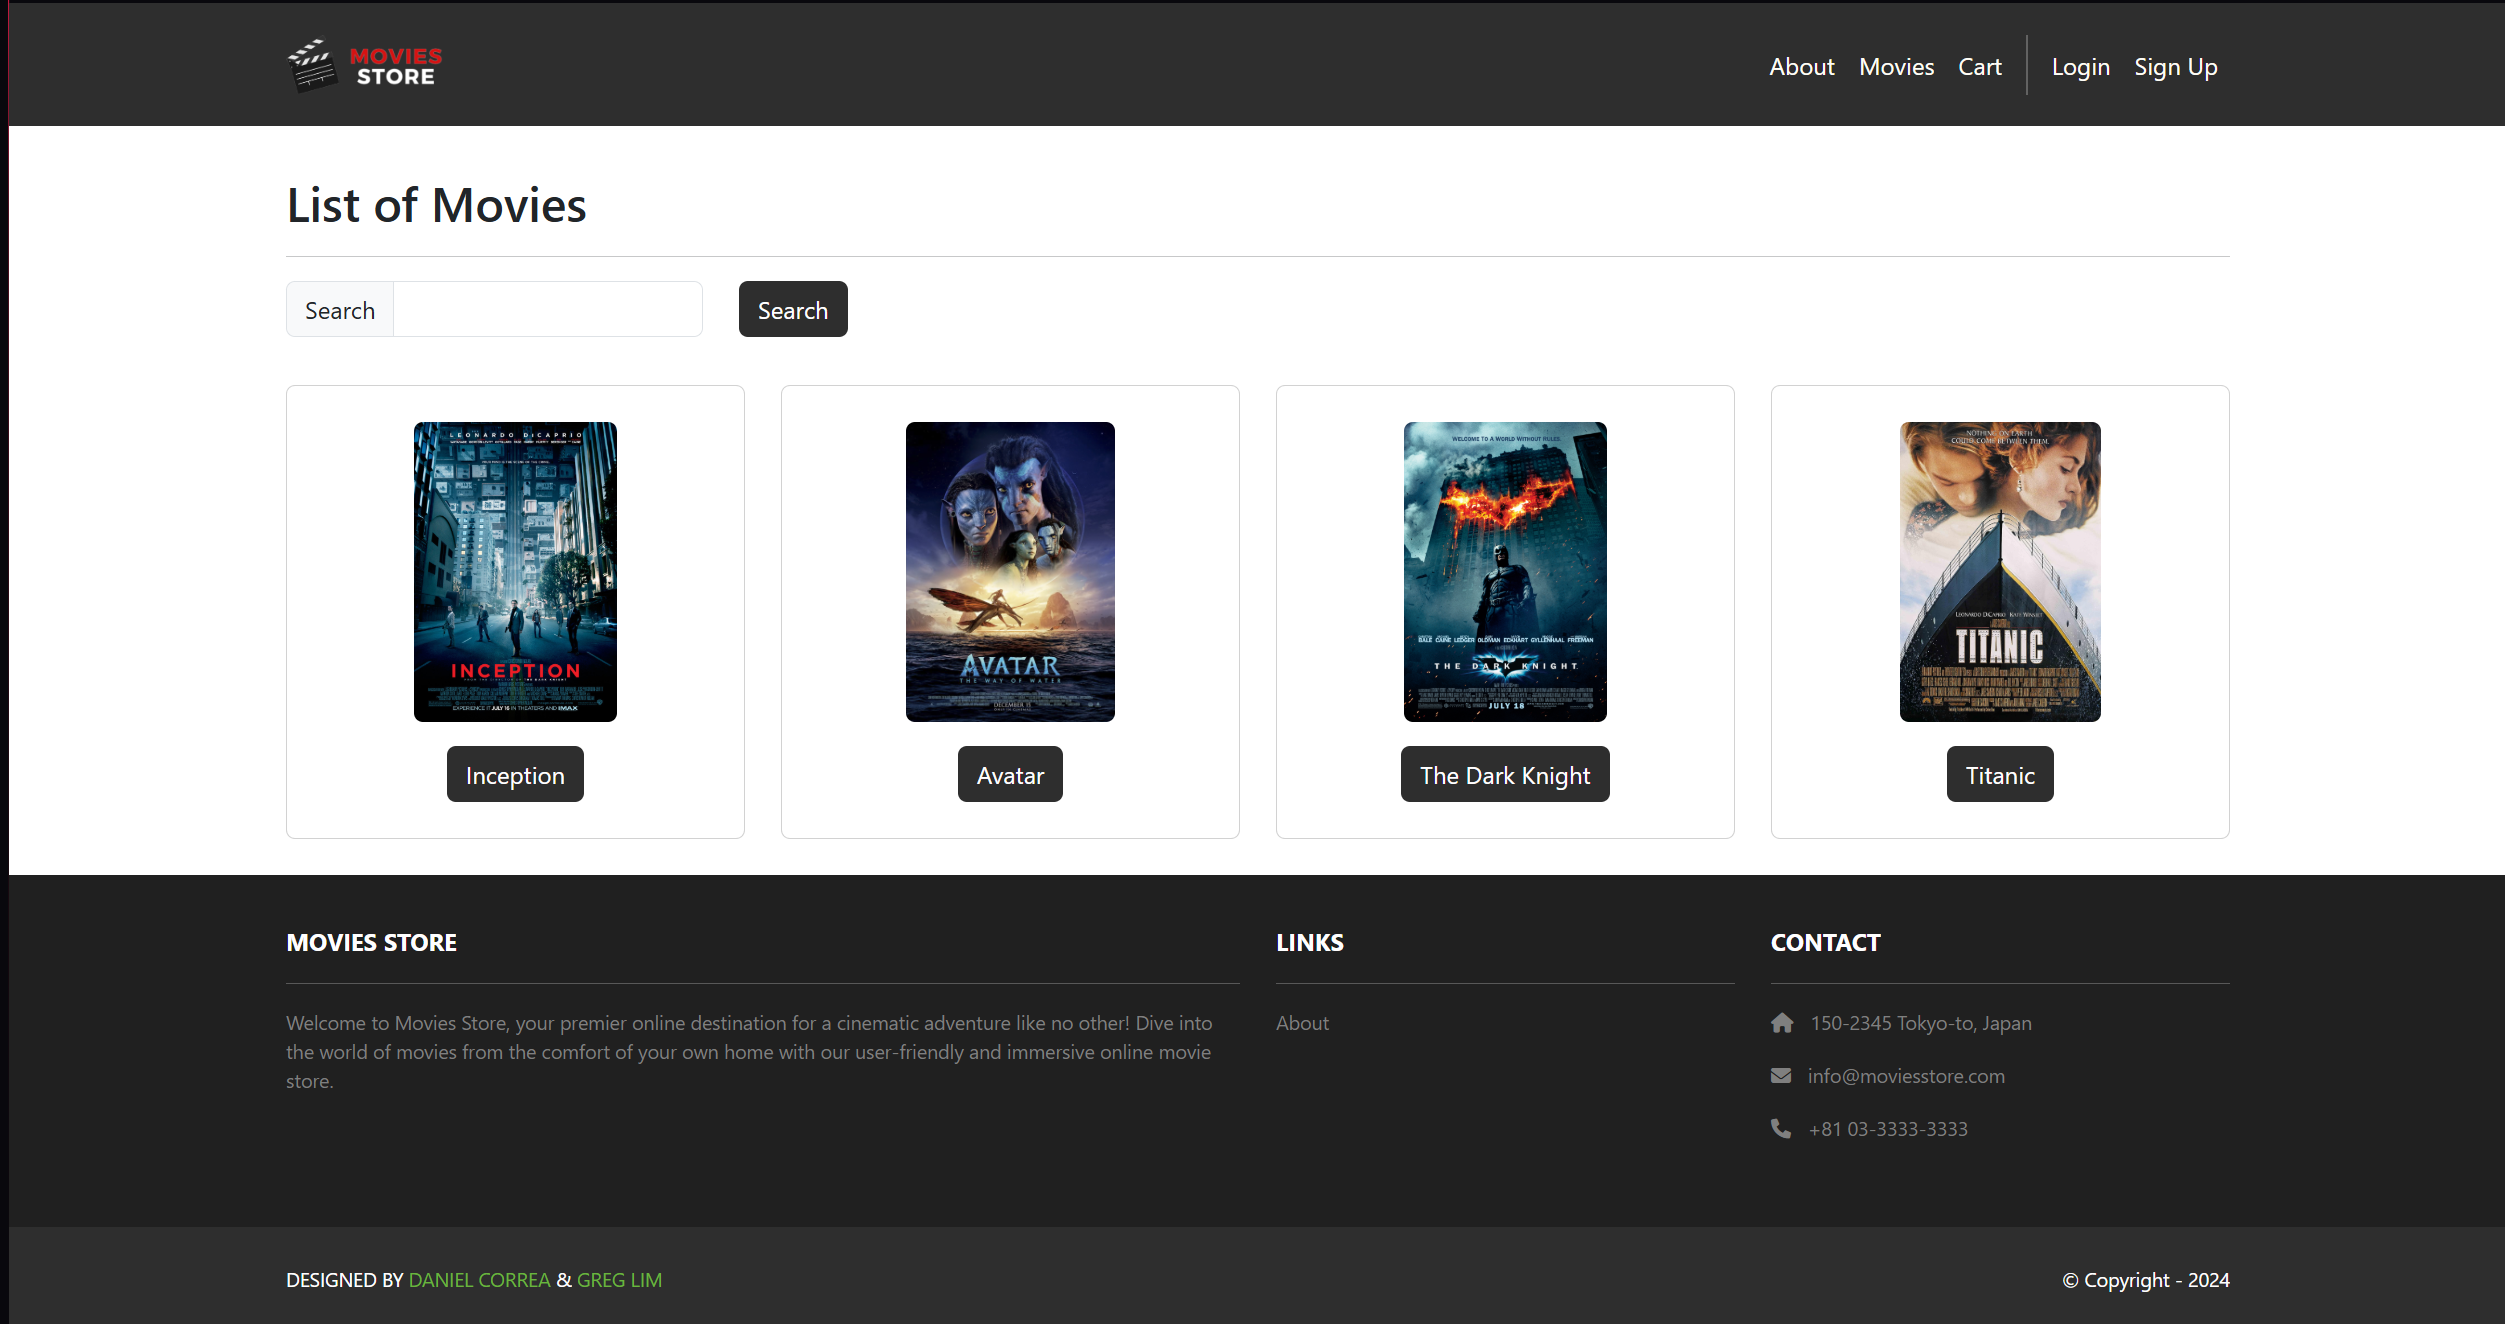 MOVIES
STORE
About Movies Cart Login Sign Up
List of Movies
Search Search
LEONARDO DiCAPRIO
INCEPTION
EXPERIENCE IT JULY 16 IN THEATERS AND IMAX
Inception
AVATAR
THE WAY OF WATER
Avatar
WELCOME TO A WORLD WITHOUT RULES.
BALE CAINE LEDGER OLDMAN ECKHART GYLLENHAAL FREEMAN
THE DARK KNIGHT
JULY 18
The Dark Knight
NOTHING ON EARTH
COULD COME BETWEEN THEM.
LEONARDO DiCAPRIO KATE WINSLET
TITANIC
Titanic
MOVIES STORE
Welcome to Movies Store, your premier online destination for a cinematic adventure like no other! Dive into
the world of movies from the comfort of your own home with our user-friendly and immersive online movie
store.
LINKS
About
CONTACT
150-2345 Tokyo-to, Japan
info@moviesstore.com
+81 03-3333-3333
DESIGNED BY DANIEL CORREA & GREG LIM
© Copyright - 2024